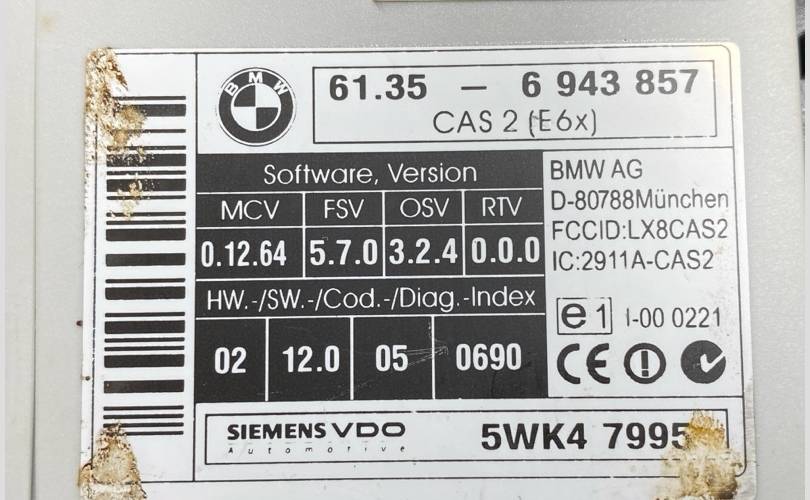 BMW
61.35 – 6 943 857
CAS 2 (E6x)
Software, Version
MCV FSV OSV RTV
0.12.64 5.7.0 3.2.4 0.0.0
HW.-/SW.-/Cod.-/Diag.-Index
02 12.0 05 0690
BMW AG
D-80788München
FCCID:LX8CAS2
IC:2911A-CAS2
e1 I-00 0221
CE
SIEMENS VDO
Automotive
5WK4 7995